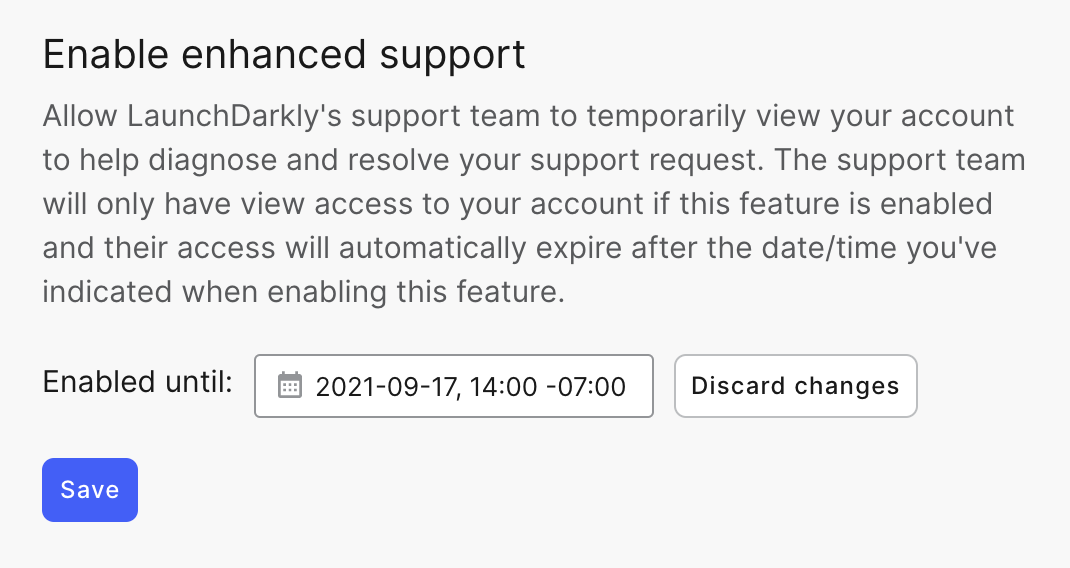 Enable enhanced support
Allow LaunchDarkly's support team to temporarily view your account
to help diagnose and resolve your support request. The support team
will only have view access to your account if this feature is enabled
and their access will automatically expire after the date/time you've
indicated when enabling this feature.
Enabled until: 2021-09-17, 14:00 -07:00 Discard changes
Save